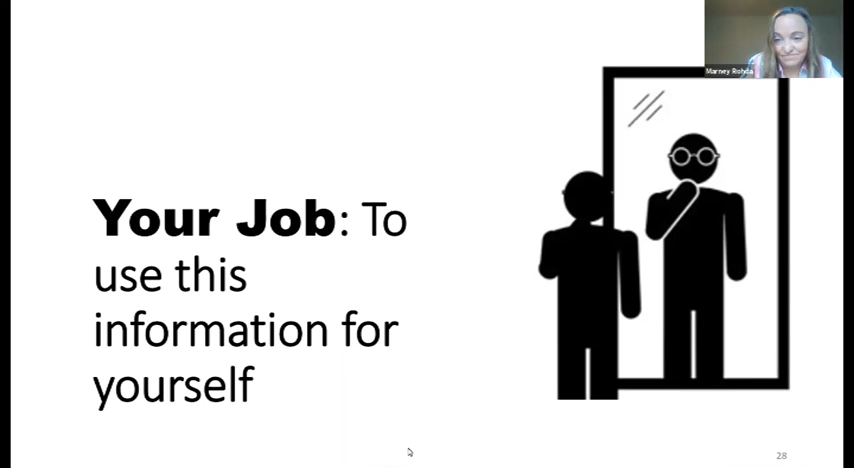 Marney Rohda
Your Job: To
use this
information for
yourself
28